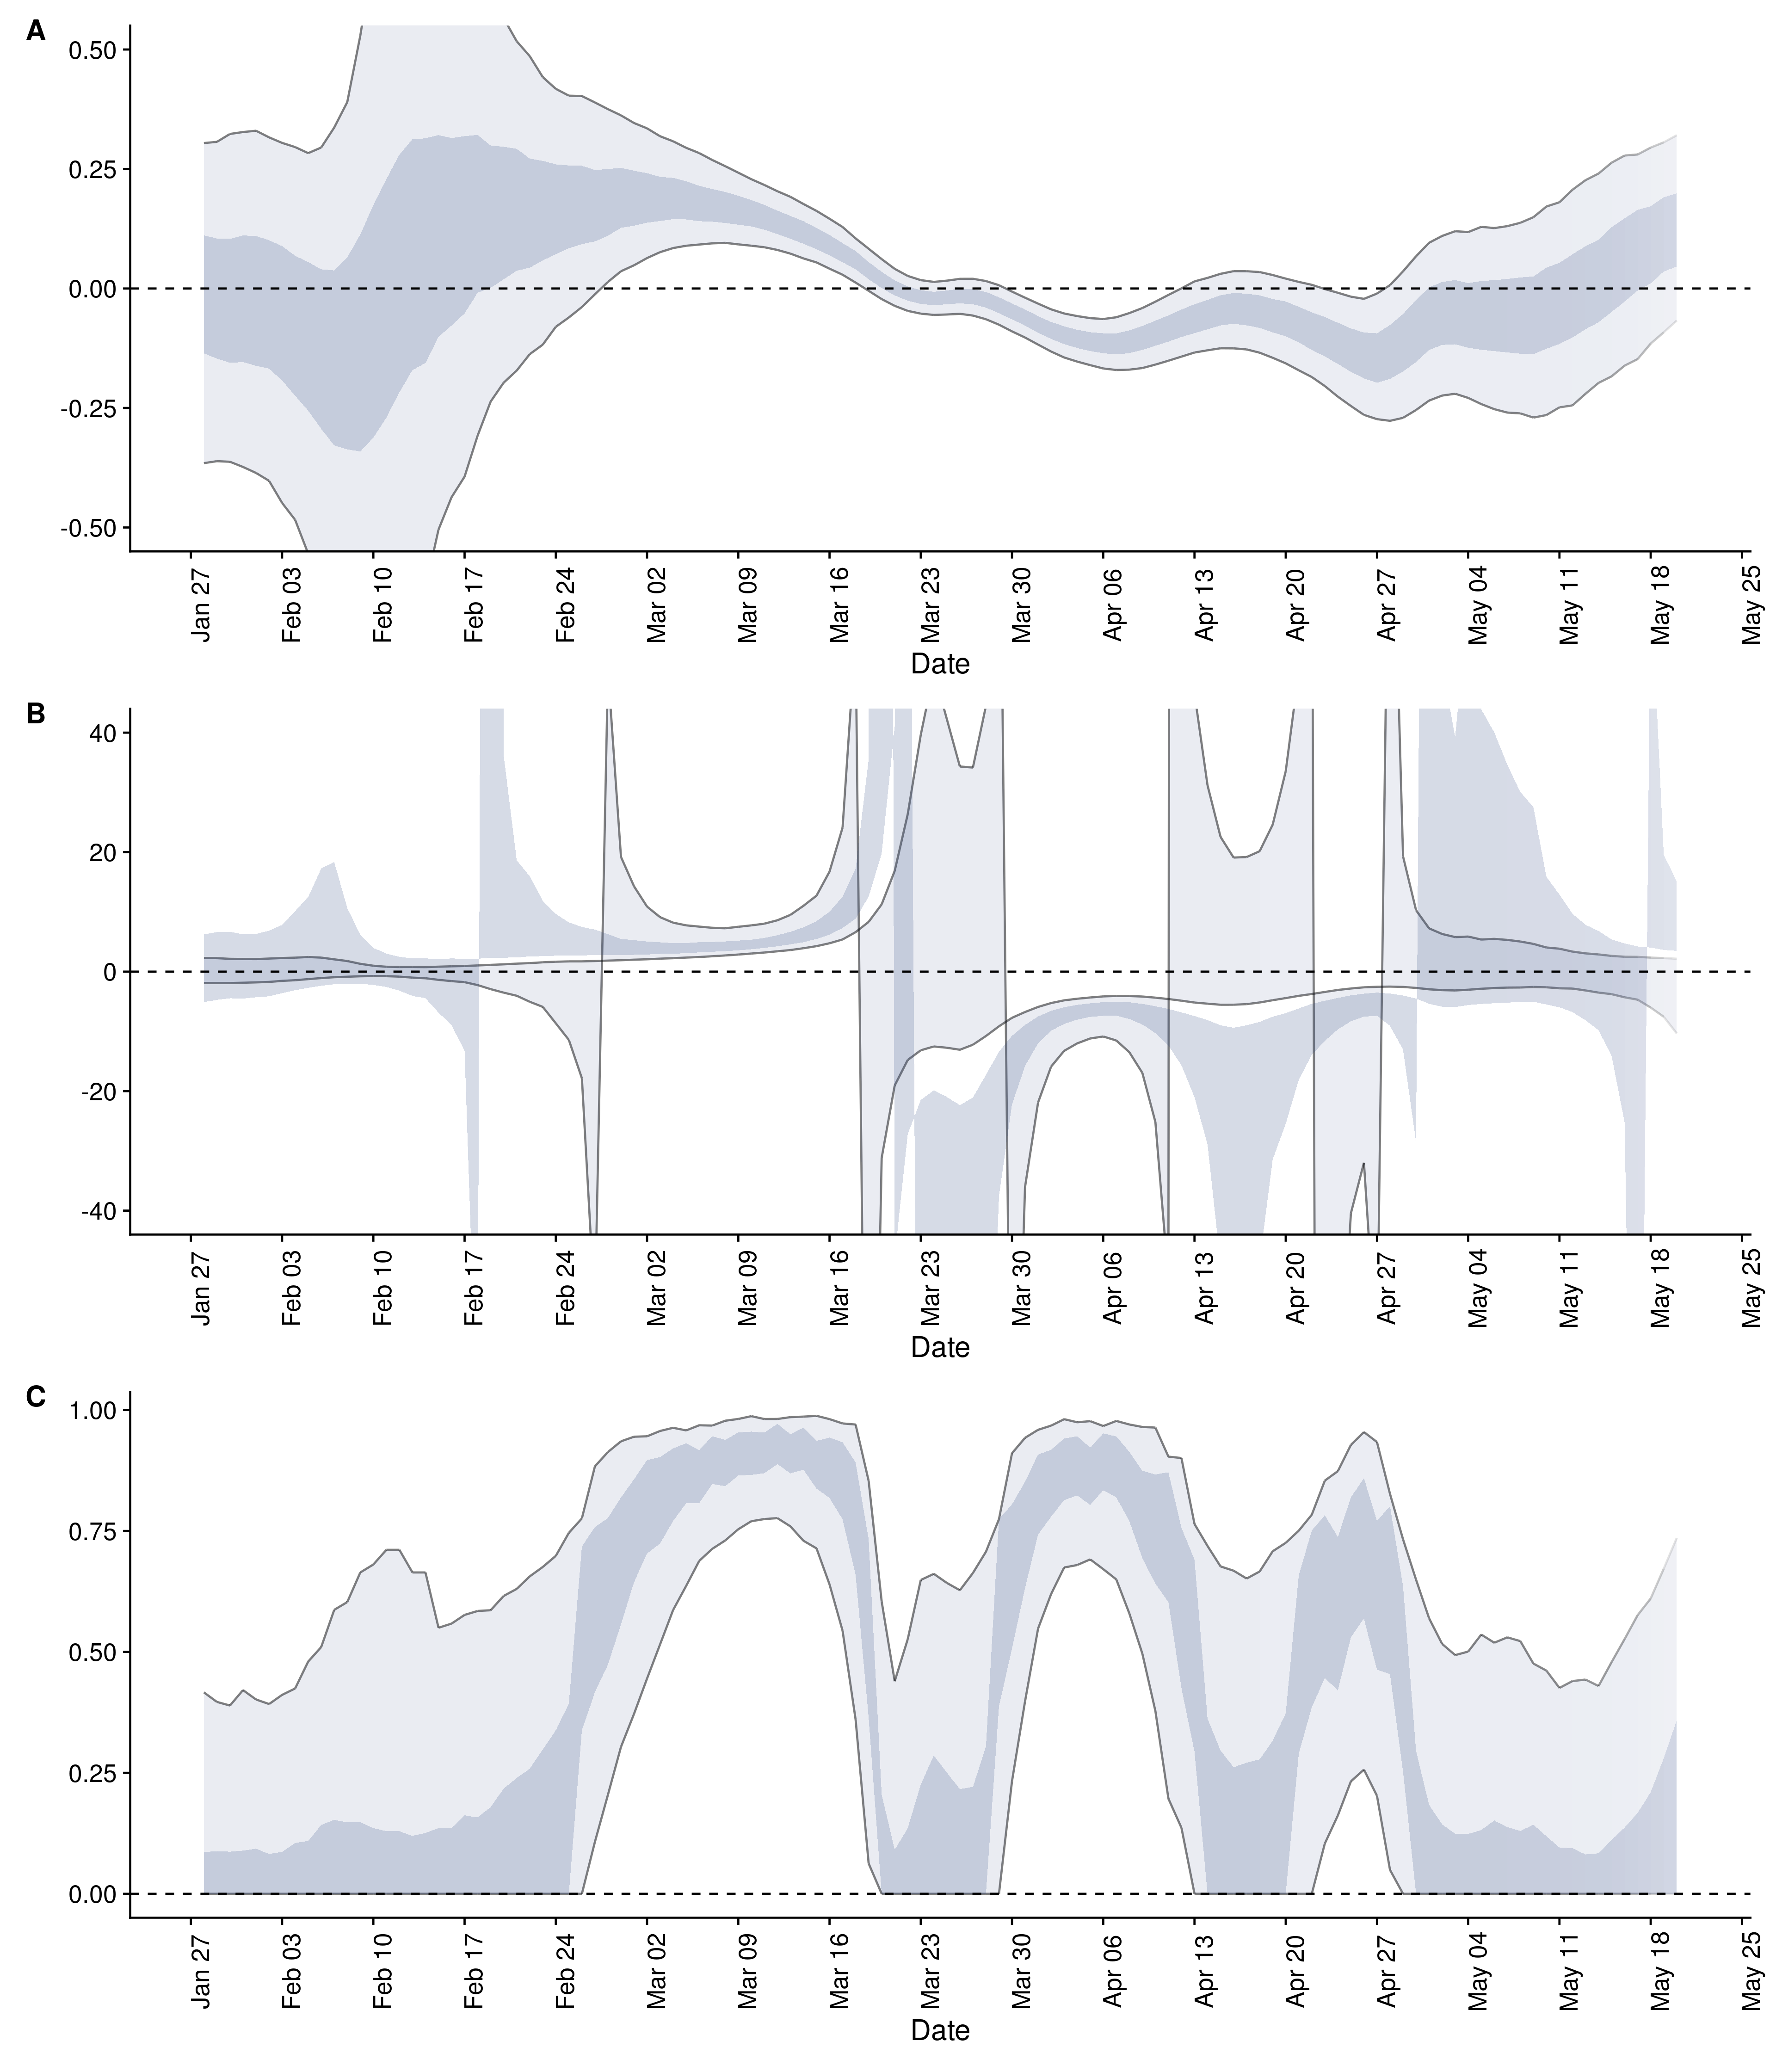 A
0.50
0.25
0.00
-0.25
-0.50
Jan 27
Feb 03
Feb 10
Feb 17
Feb 24
Mar 02
Mar 09
Mar 16
Mar 23
Mar 30
Apr 06
Apr 13
Apr 20
Apr 27
May 04
May 11
May 18
May 25
Date
B
40
20
0
-20
-40
Jan 27
Feb 03
Feb 10
Feb 17
Feb 24
Mar 02
Mar 09
Mar 16
Mar 23
Mar 30
Apr 06
Apr 13
Apr 20
Apr 27
May 04
May 11
May 18
May 25
Date
C
1.00
0.75
0.50
0.25
0.00
Jan 27
Feb 03
Feb 10
Feb 17
Feb 24
Mar 02
Mar 09
Mar 16
Mar 23
Mar 30
Apr 06
Apr 13
Apr 20
Apr 27
May 04
May 11
May 18
May 25
Date